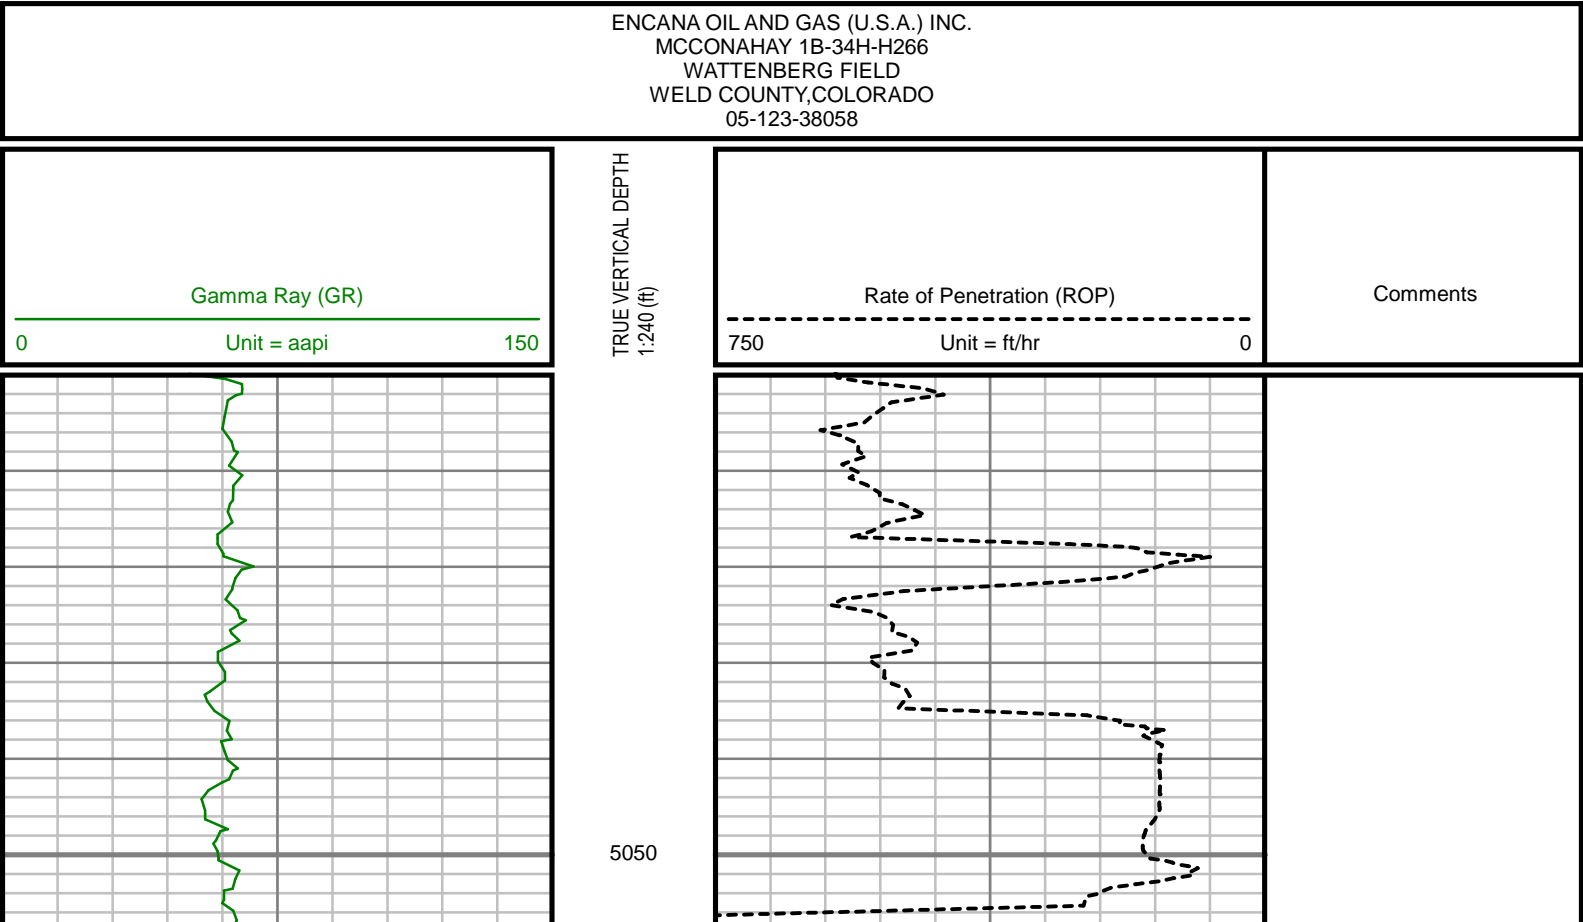 ENCANA OIL AND GAS (U.S.A.) INC.
MCCONAHAY 1B-34H-H266
WATTENBERG FIELD
WELD COUNTY,COLORADO
05-123-38058
Gamma Ray (GR)
0 Unit = aapi 150
TRUE VERTICAL DEPTH
1:240 (ft)
Rate of Penetration (ROP)
750 Unit = ft/hr 0
Comments
5050